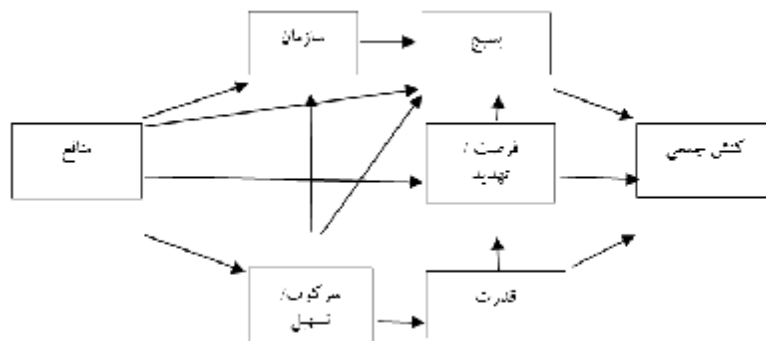 سازمان
بسیج
منافع
فرصت /
تهدید
کنش جمعی
سرکوب/
تسهیل
قدرت